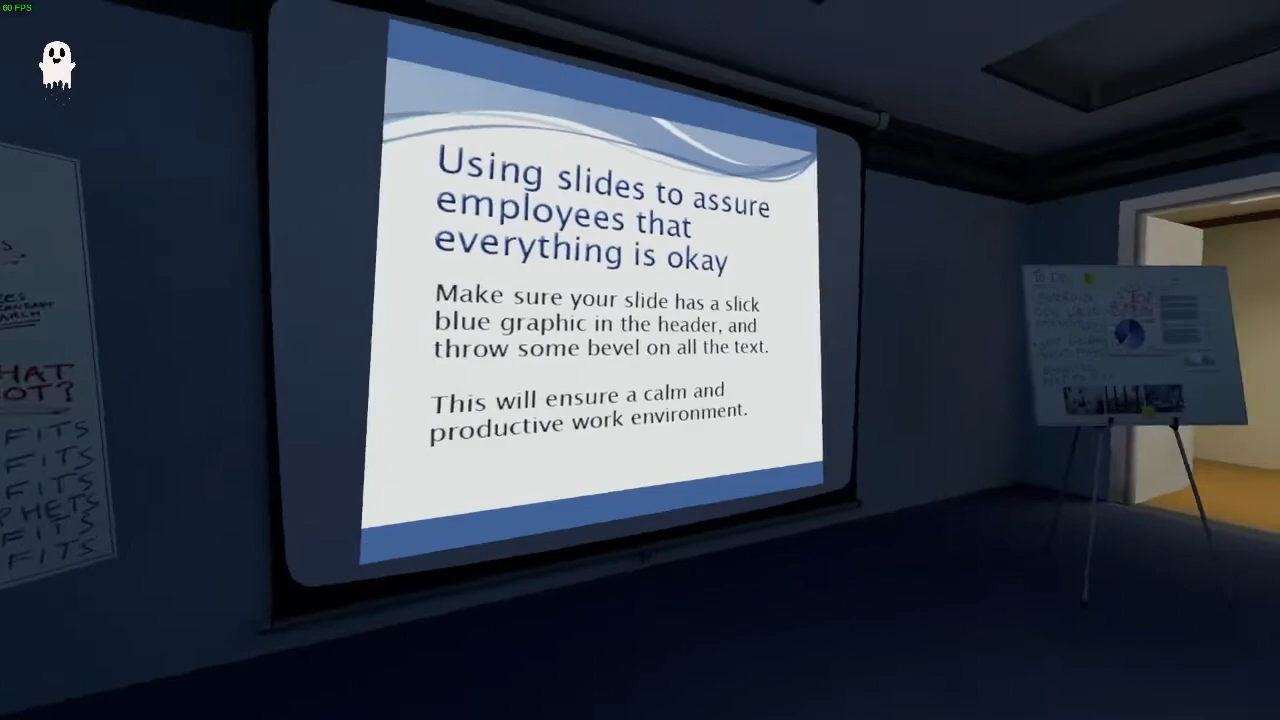 60 FPS
Using slides to assure
employees that
everything is okay
Make sure your slide has a slick
blue graphic in the header, and
throw some bevel on all the text.
This will ensure a calm and
productive work environment.
HAT
OT?
FITS
FITS
FITS
PHETS
FITS
FITS
To Do: